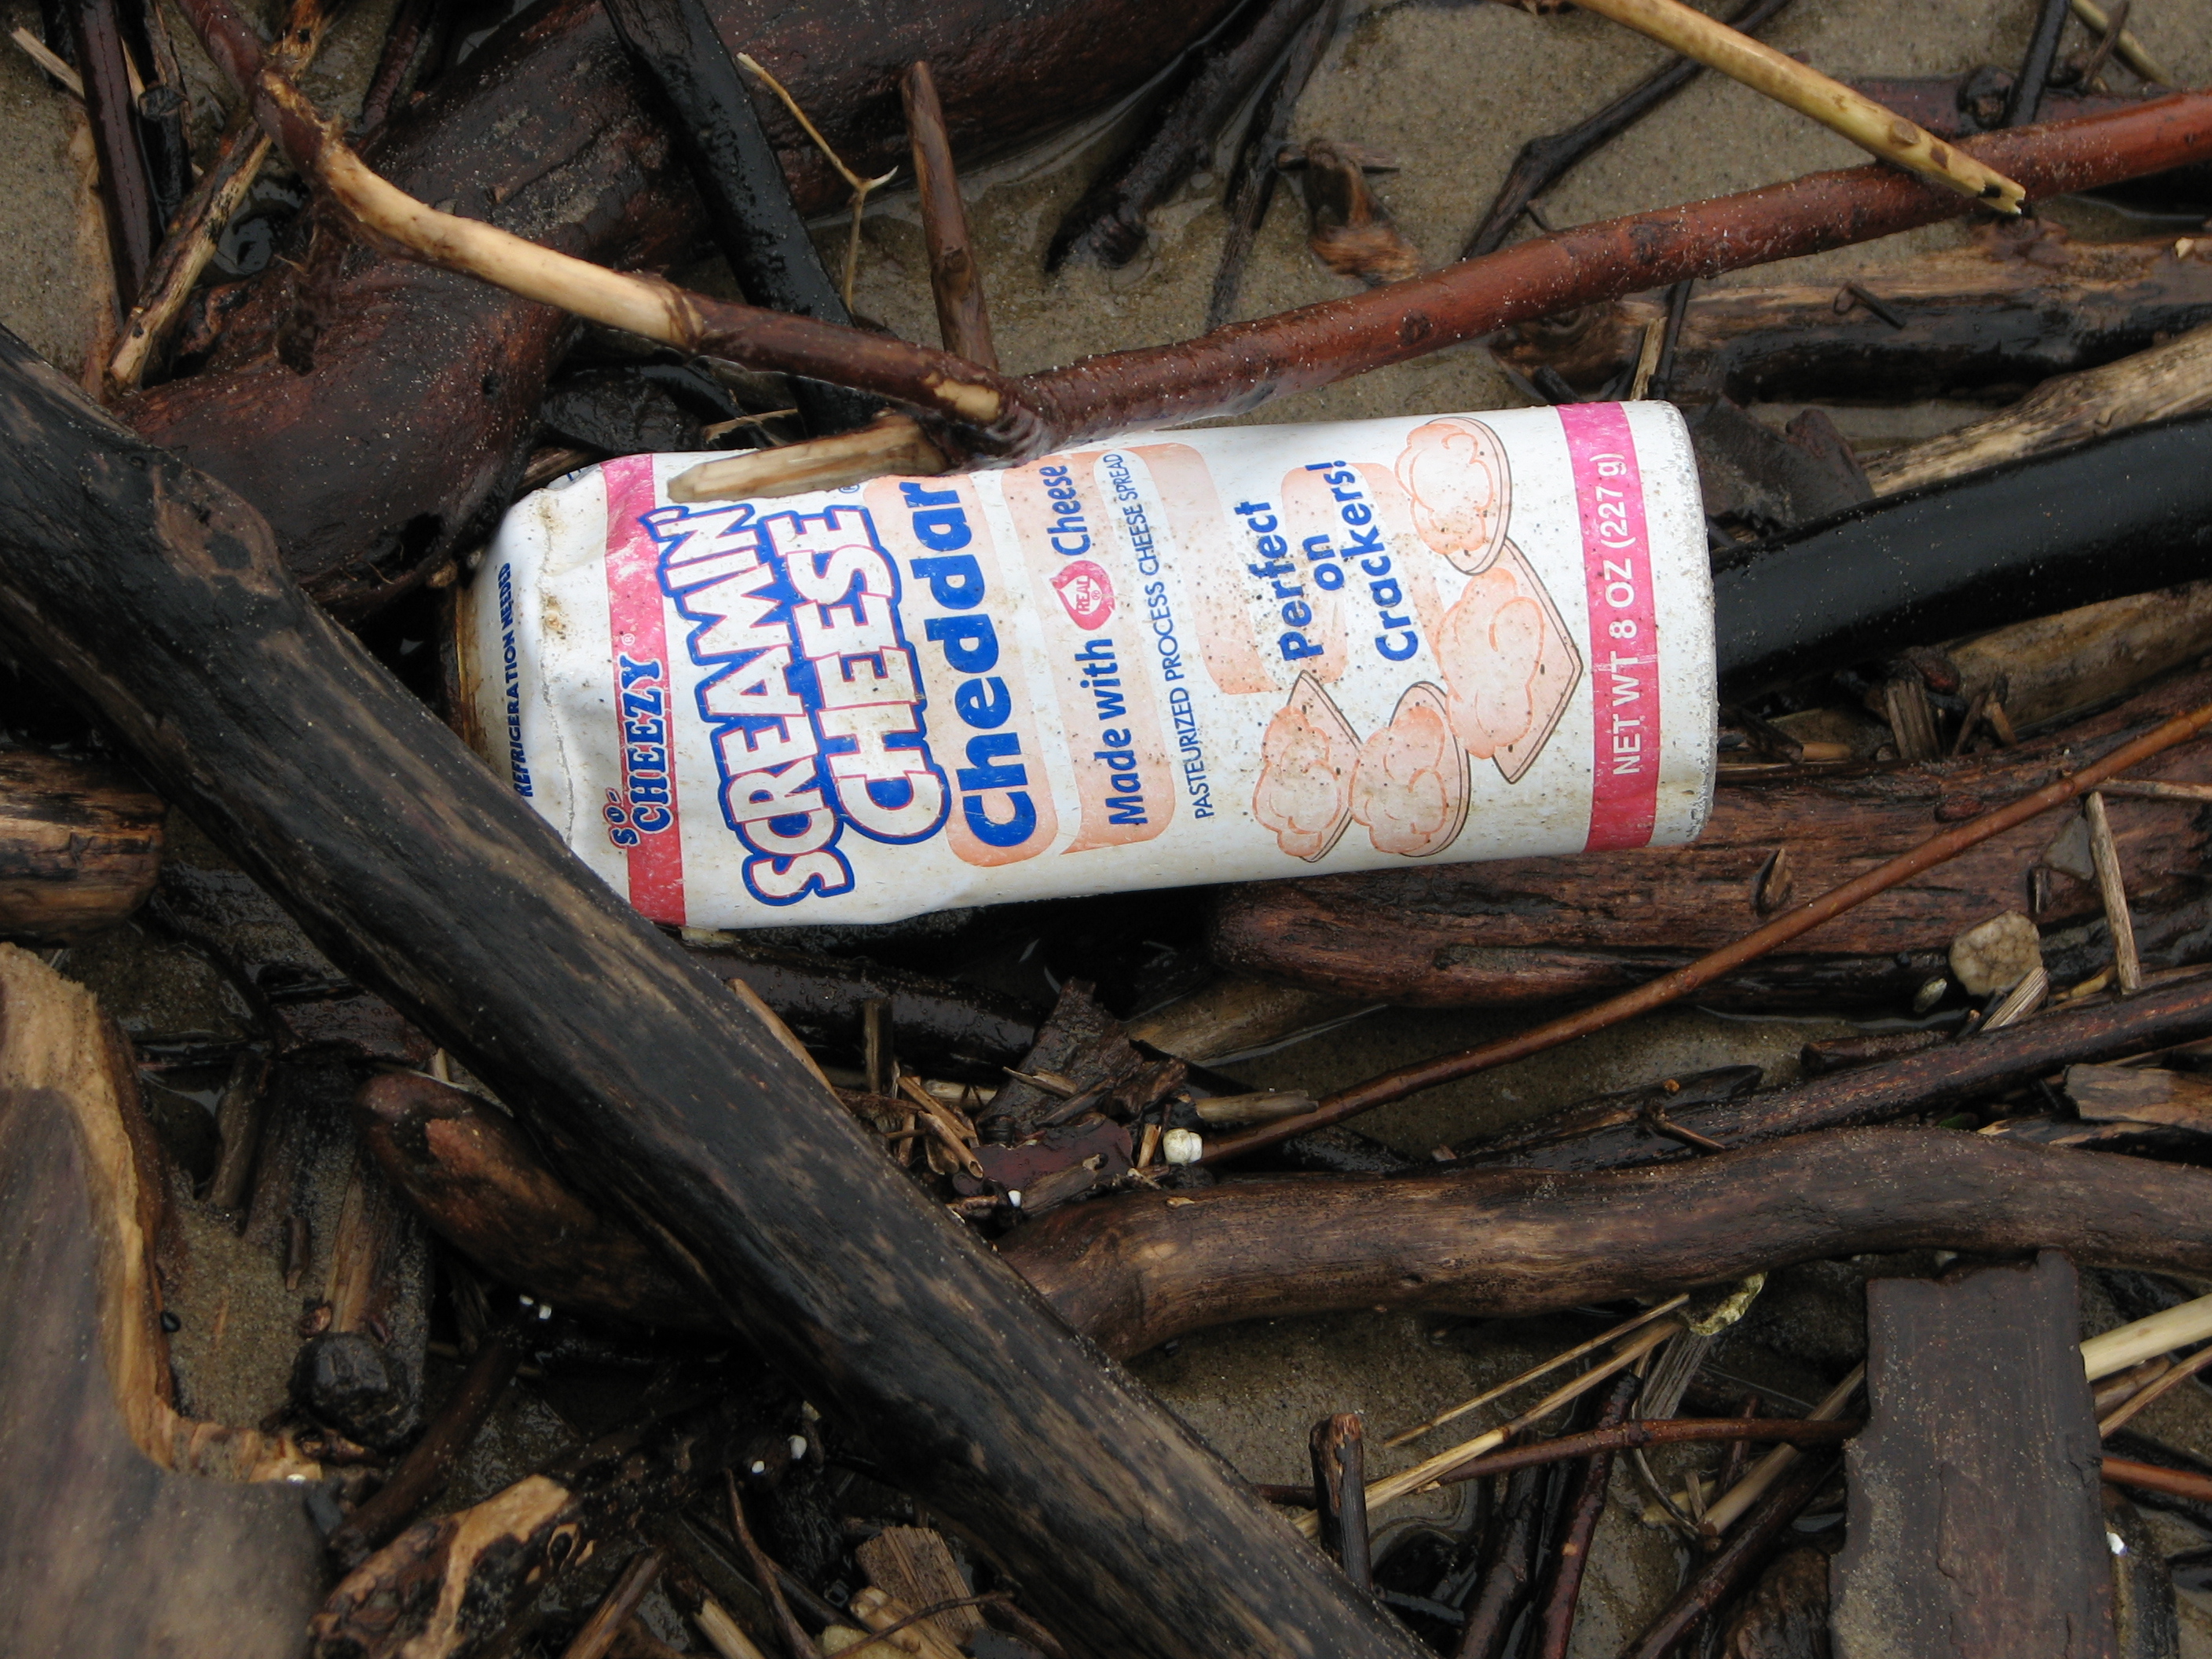 REFRIGERATION NEED
SO-CHEEZY®
SCREAMIN'
CHEESE®
Cheddar
Made with REAL® Cheese
PASTEURIZED PROCESS CHEESE SPREAD
Perfect
on
Crackers!
NET WT 8 OZ (227 g)